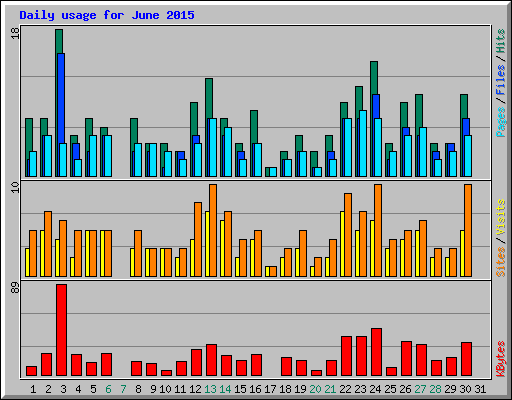 Daily usage for June 2015
18
Pages / Files / Hits
10
Sites / Visits
89
KBytes
1 2 3 4 5 6 7 8 9 10 11 12 13 14 15 16 17 18 19 20 21 22 23 24 25 26 27 28 29 30 31